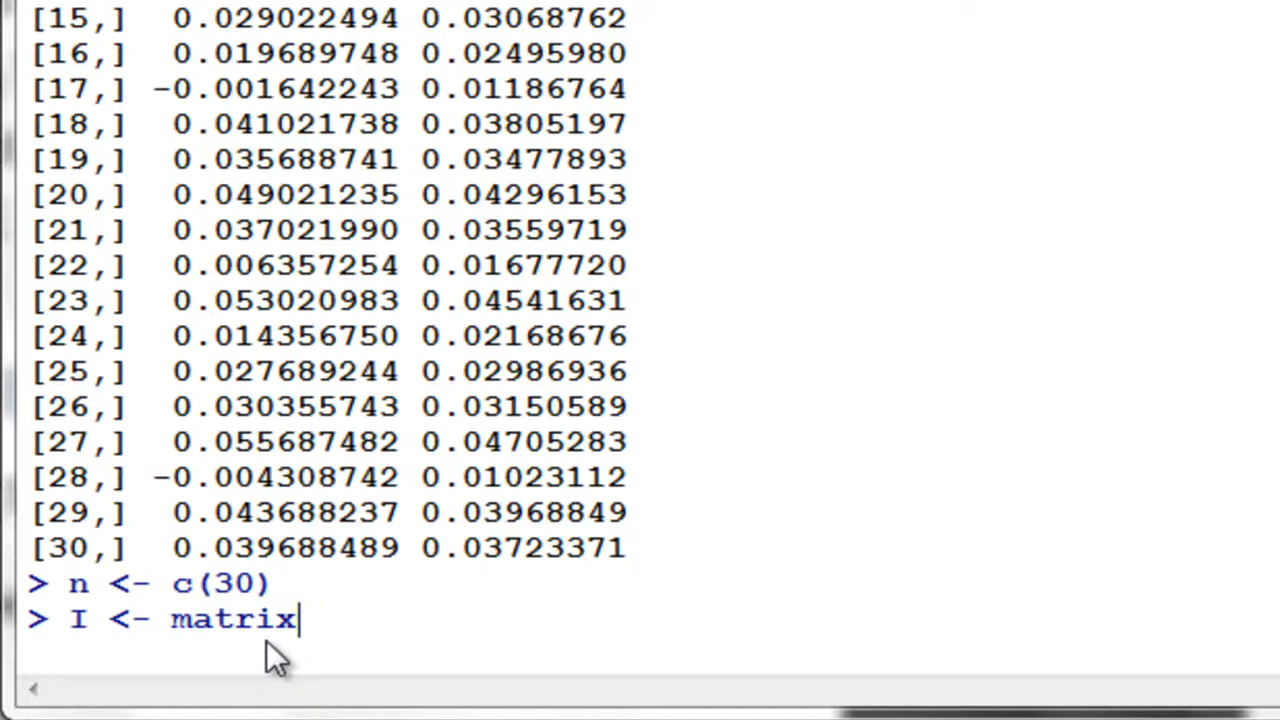 [15,]  0.029022494 0.03068762
[16,]  0.019689748 0.02495980
[17,] -0.001642243 0.01186764
[18,]  0.041021738 0.03805197
[19,]  0.035688741 0.03477893
[20,]  0.049021235 0.04296153
[21,]  0.037021990 0.03559719
[22,]  0.006357254 0.01677720
[23,]  0.053020983 0.04541631
[24,]  0.014356750 0.02168676
[25,]  0.027689244 0.02986936
[26,]  0.030355743 0.03150589
[27,]  0.055687482 0.04705283
[28,] -0.004308742 0.01023112
[29,]  0.043688237 0.03968849
[30,]  0.039688489 0.03723371
> n <- c(30)
> I <- matrix